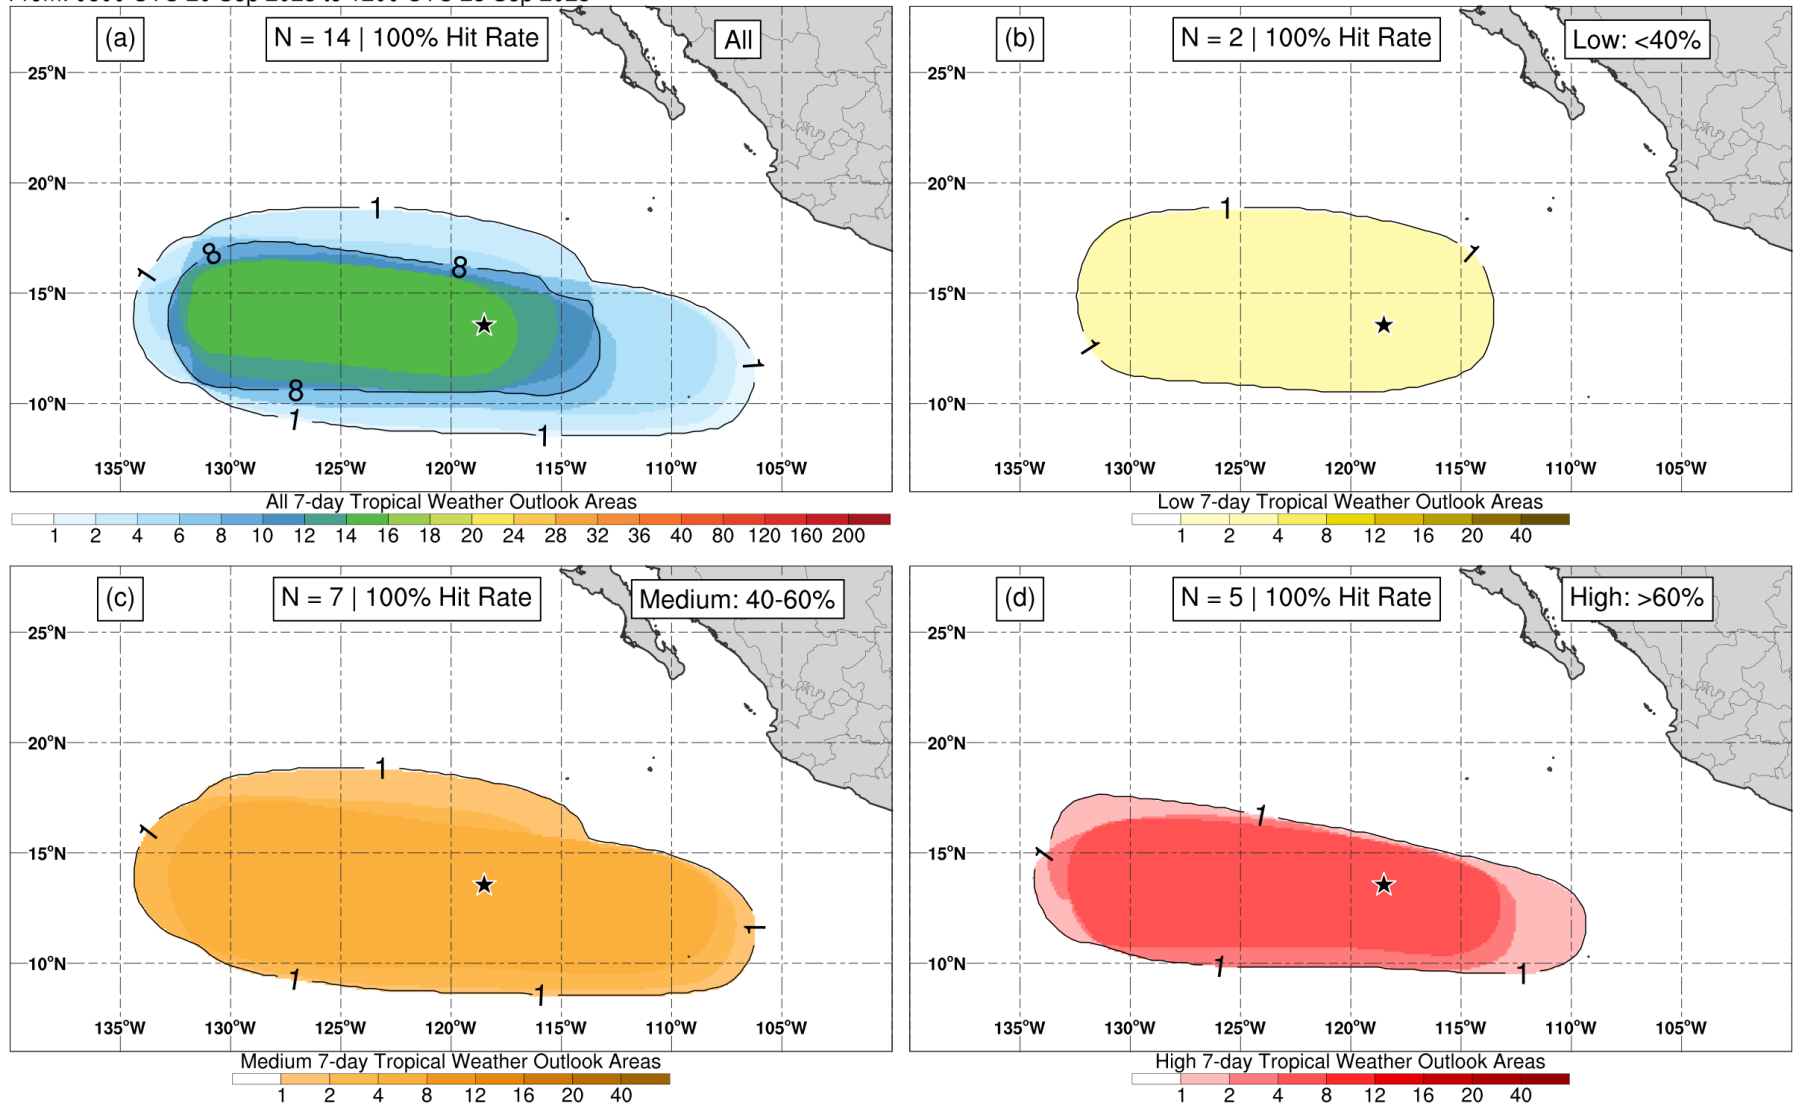 (a)
N = 14 | 100% Hit Rate
All
25°N
20°N
15°N
10°N
1
8
8
1
1
8
1
1
135°W 130°W 125°W 120°W 115°W 110°W 105°W
All 7-day Tropical Weather Outlook Areas
1 2 4 6 8 10 12 14 16 18 20 24 28 32 36 40 80 120 160 200
(b)
N = 2 | 100% Hit Rate
Low: <40%
25°N
20°N
15°N
10°N
1
1
1
135°W 130°W 125°W 120°W 115°W 110°W 105°W
Low 7-day Tropical Weather Outlook Areas
1 2 4 8 12 16 20 40
(c)
N = 7 | 100% Hit Rate
Medium: 40-60%
25°N
20°N
15°N
10°N
1
1
1
1
1
135°W 130°W 125°W 120°W 115°W 110°W 105°W
Medium 7-day Tropical Weather Outlook Areas
1 2 4 8 12 16 20 40
(d)
N = 5 | 100% Hit Rate
High: >60%
25°N
20°N
15°N
10°N
1
1
1
1
135°W 130°W 125°W 120°W 115°W 110°W 105°W
High 7-day Tropical Weather Outlook Areas
1 2 4 8 12 16 20 40